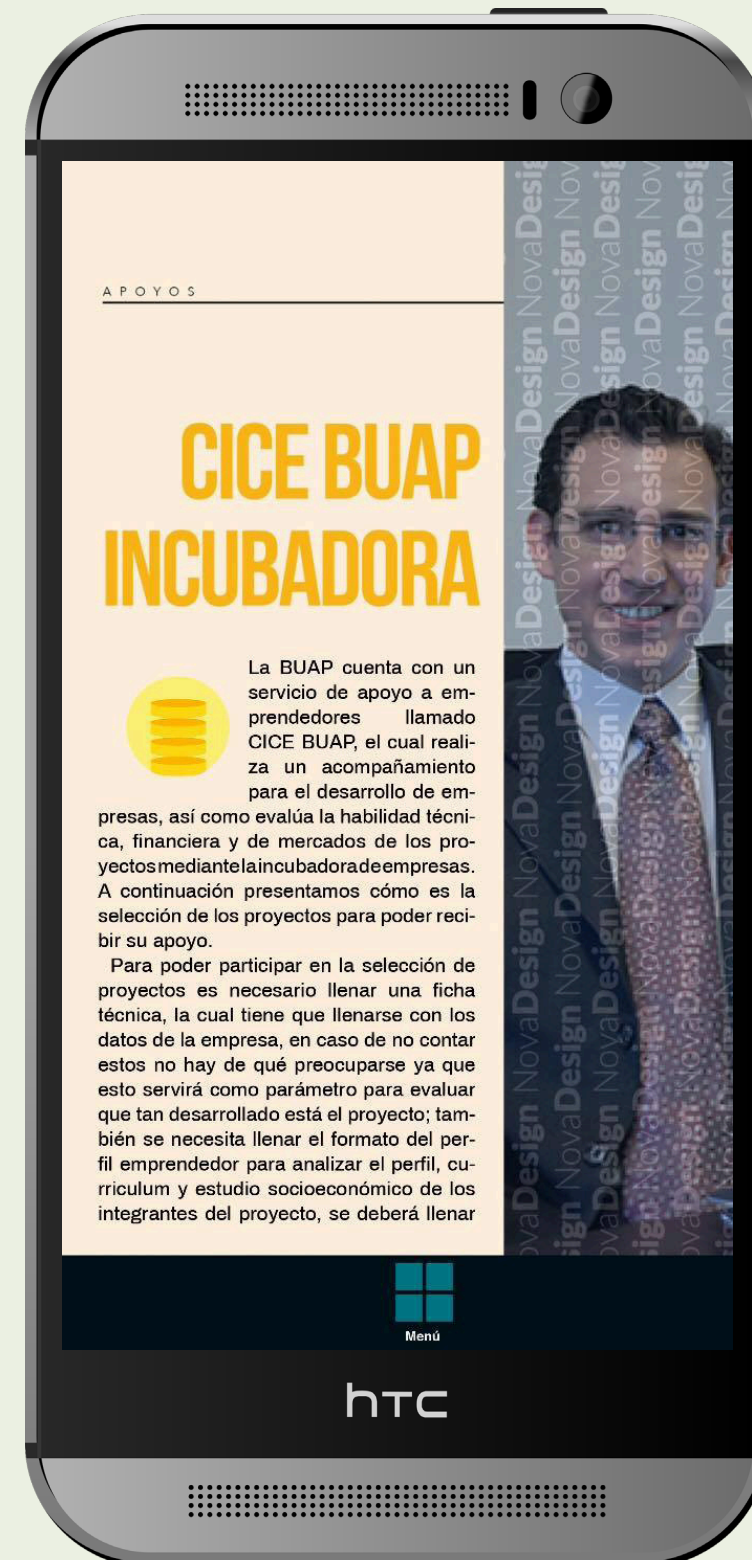 APOYOS
CICE BUAP
INCUBADORA
La BUAP cuenta con un
servicio de apoyo a em-
prendedores llamado
CICE BUAP, el cual reali-
za un acompañamiento
para el desarrollo de em-
presas, así como evalúa la habilidad técni-
ca, financiera y de mercados de los pro-
yectosmediantelaincubadoradeempresas.
A continuación presentamos cómo es la
selección de los proyectos para poder reci-
bir su apoyo.
Para poder participar en la selección de
proyectos es necesario llenar una ficha
técnica, la cual tiene que llenarse con los
datos de la empresa, en caso de no contar
estos no hay de qué preocuparse ya que
esto servirá como parámetro para evaluar
que tan desarrollado está el proyecto; tam-
bién se necesita llenar el formato del per-
fil emprendedor para analizar el perfil, cu-
rriculum y estudio socioeconómico de los
integrantes del proyecto, se deberá llenar
NovaDesign NovaDesign NovaDesign NovaDesign
Menú
hTC